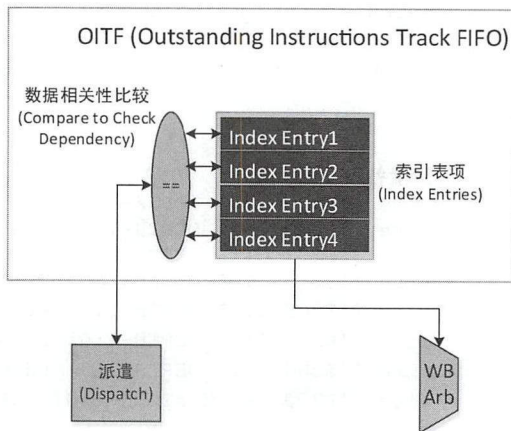 OITF (Outstanding Instructions Track FIFO)
数据相关性比较
(Compare to Check
Dependency)
==
Index Entry1
Index Entry2
Index Entry3
Index Entry4
索引表项
(Index Entries)
派遣
(Dispatch)
WB
Arb